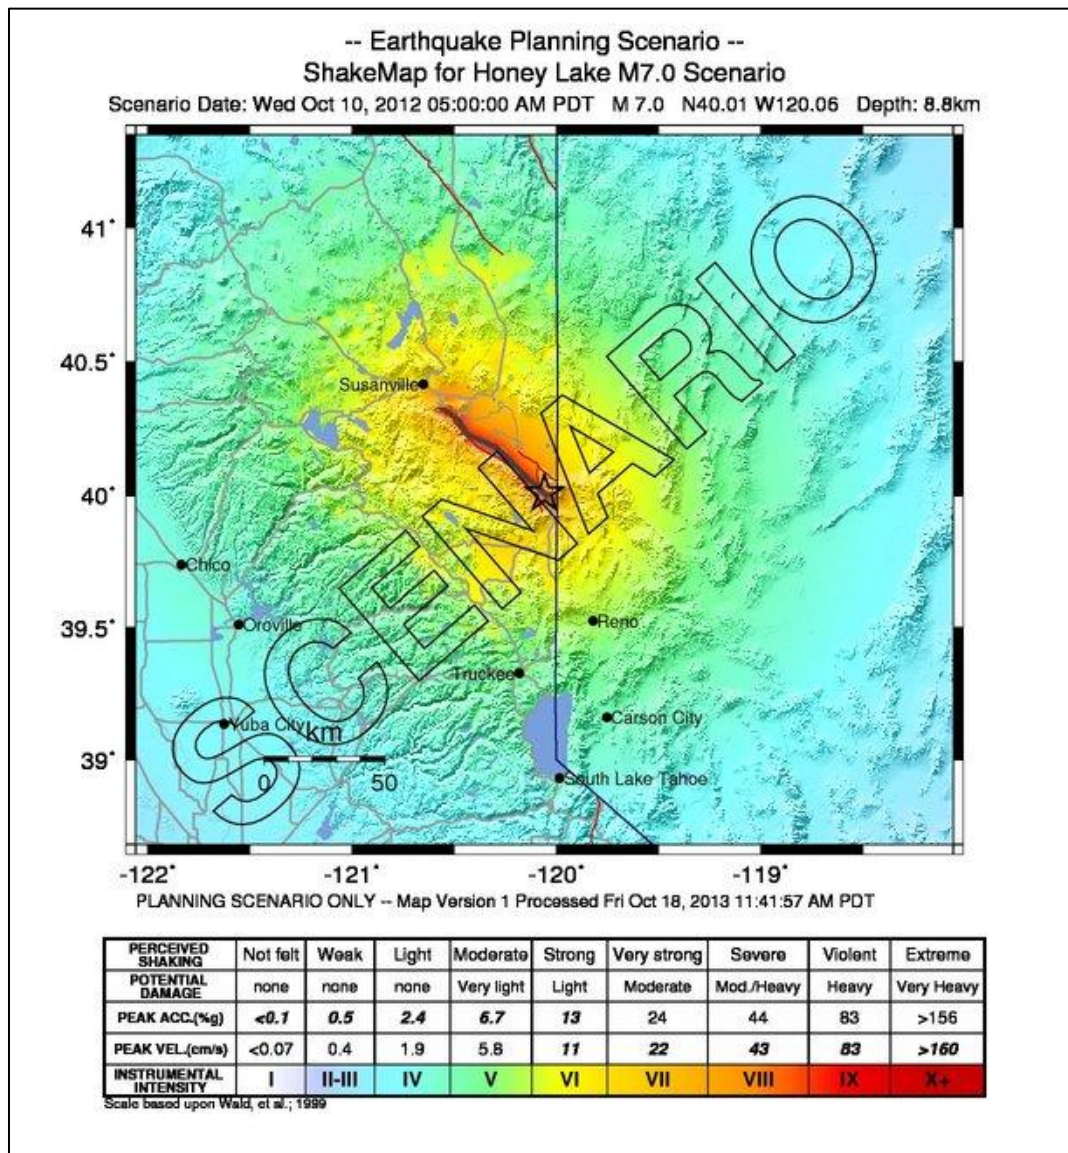 -- Earthquake Planning Scenario --
ShakeMap for Honey Lake M7.0 Scenario
Scenario Date: Wed Oct 10, 2012 05:00:00 AM PDT M 7.0 N40.01 W120.06 Depth: 8.8km
41°
40.5°
40°
39.5°
39°
SCENARIO
Susanville
Chico
Oroville
Reno
Truckee
Yuba City
Carson City
South Lake Tahoe
km
0 50
-122° -121° -120° -119°
PLANNING SCENARIO ONLY -- Map Version 1 Processed Fri Oct 18, 2013 11:41:57 AM PDT
PERCEIVED SHAKING Not felt Weak Light Moderate Strong Very strong Severe Violent Extreme
POTENTIAL DAMAGE none none none Very light Light Moderate Mod./Heavy Heavy Very Heavy
PEAK ACC.(%g) <0.1 0.5 2.4 6.7 13 24 44 83 >156
PEAK VEL.(cm/s) <0.07 0.4 1.9 5.8 11 22 43 83 >160
INSTRUMENTAL INTENSITY I II-III IV V VI VII VIII IX X+
Scale based upon Wald, et al.; 1999